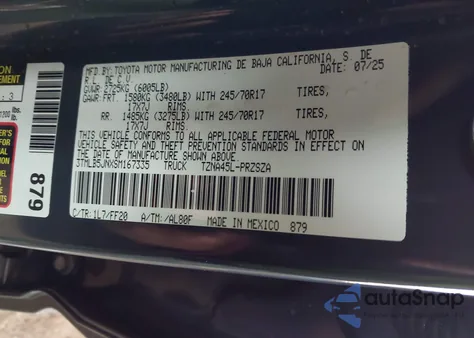 MFD.BY:TOYOTA MOTOR MANUFACTURING DE BAJA CALIFORNIA, S DE
R L DE C.V. 07/25
GVWR 2725KG (6005LB)
GAWR FRT 1580KG (3480LB) WITH 245/70R17 TIRES,
17X7J RIMS
RR 1485KG (3275LB) WITH 245/70R17 TIRES,
17X7J RIMS
THIS VEHICLE CONFORMS TO ALL APPLICABLE FEDERAL MOTOR
VEHICLE SAFETY AND THEFT PREVENTION STANDARDS IN
EFFECT ON THE DATE OF MANUFACTURE SHOWN ABOVE.
3TMLB5JNXSM167335 TRUCK TZNA45L-PRZSZA
C/TR:1L7/FF20 A/TM:/AL80F MADE IN MEXICO 879
879
autoSnap